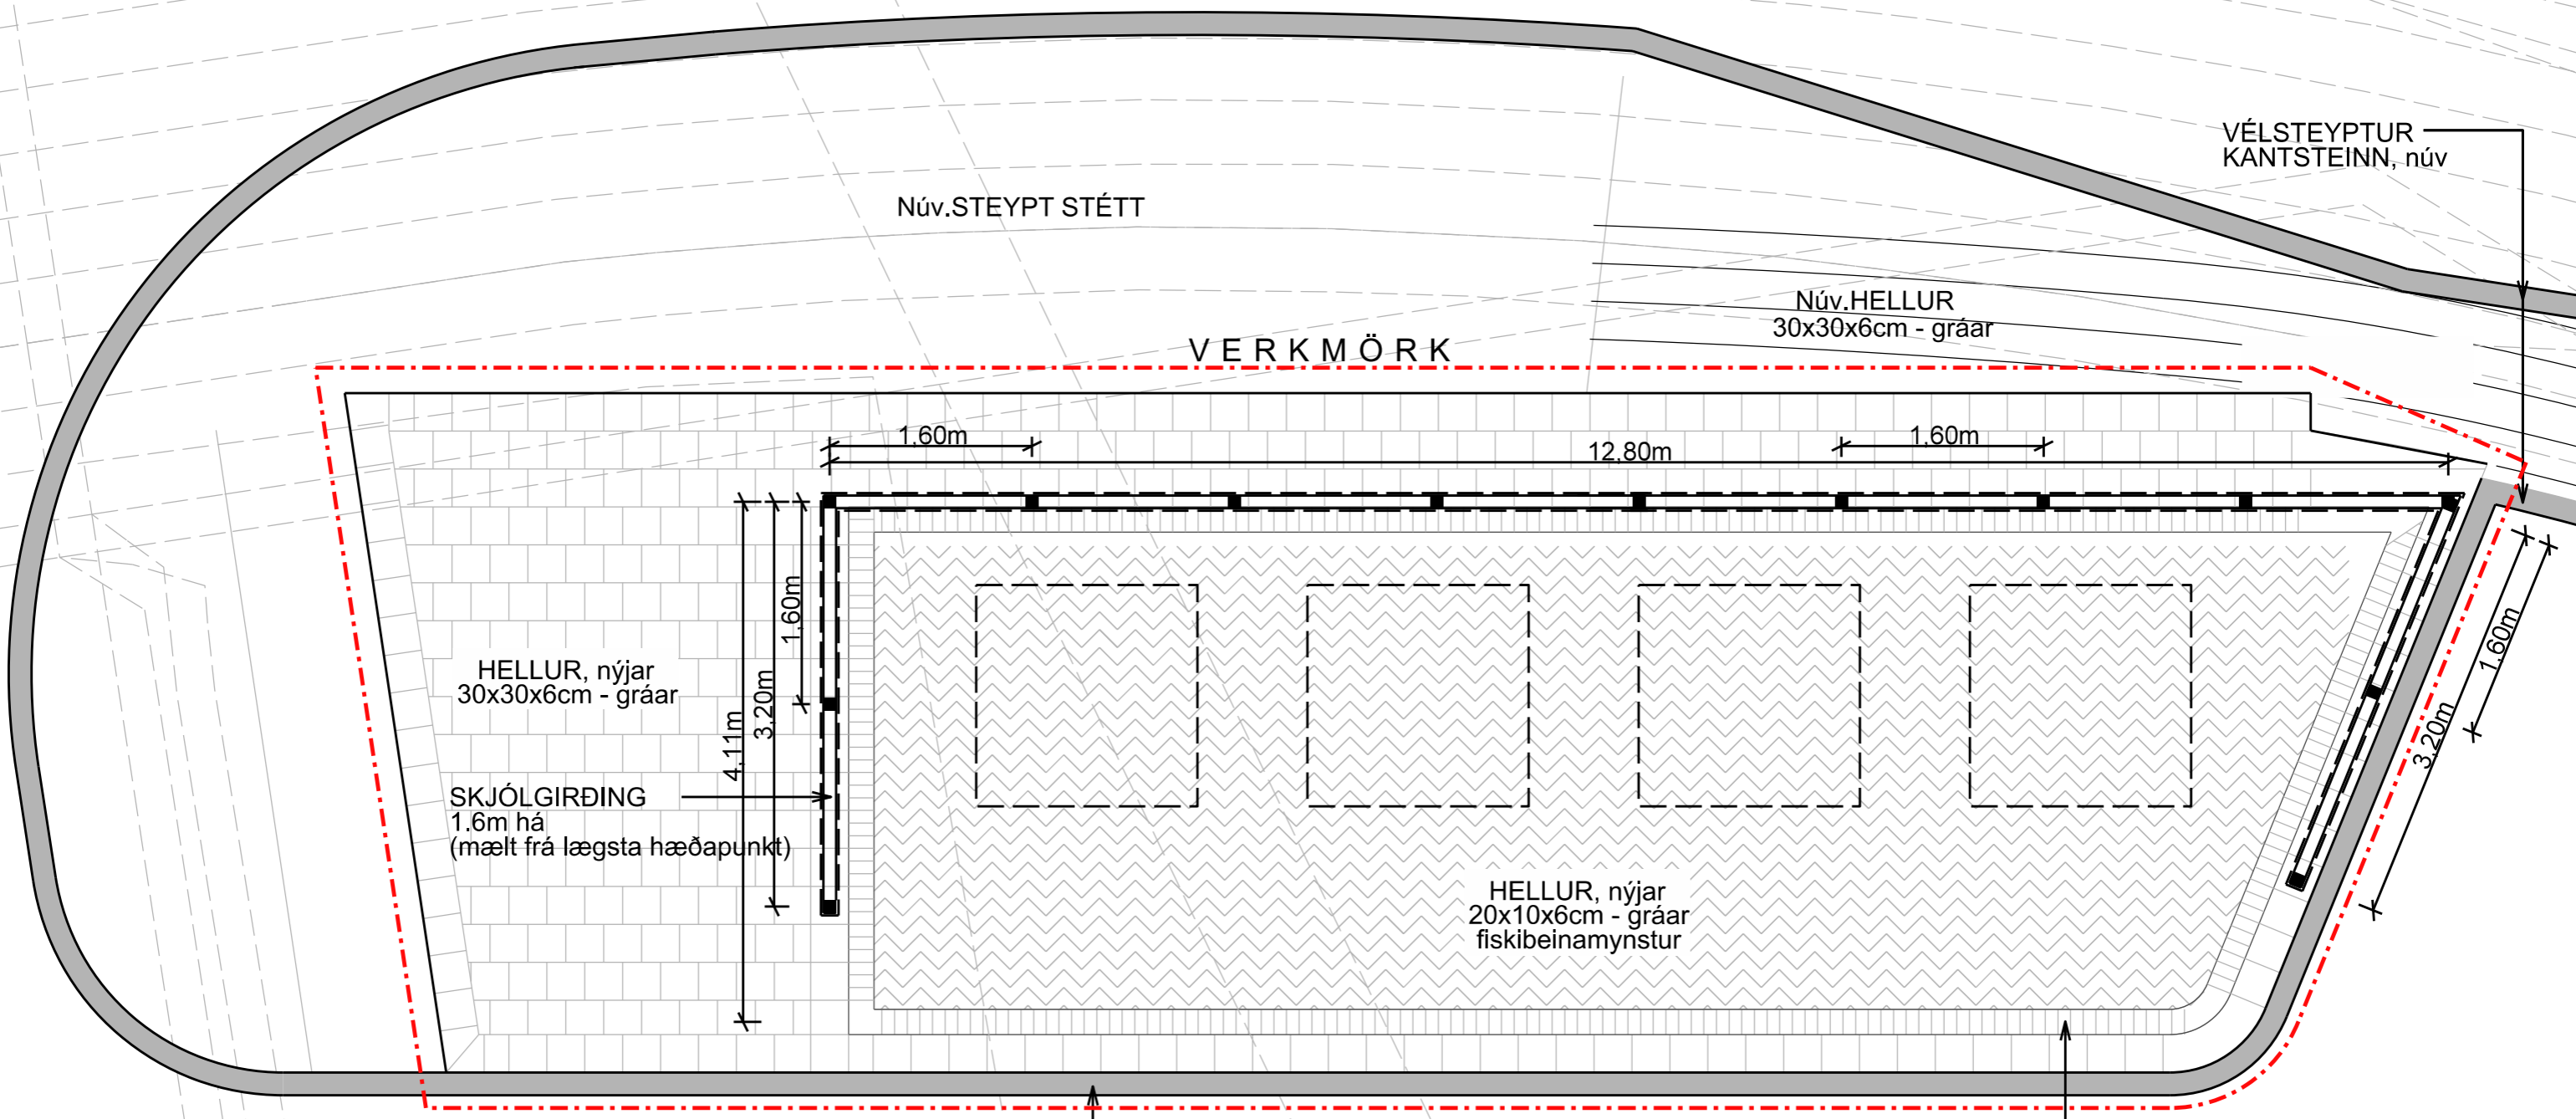 VÉLSTEYPTUR
KANTSTEINN, núv
Núv.STEYPT STÉTT
Núv.HELLUR
30x30x6cm - gráar
VERKMÖRK
1,60m
1,60m
12,80m
1,60m
3,20m
4,11m
1,60m
3,20m
HELLUR, nýjar
30x30x6cm - gráar
SKJÓLGIRÐING
1.6m há
(mælt frá lægsta hæðapunkt)
HELLUR, nýjar
20x10x6cm - gráar
fiskibeinamynstur